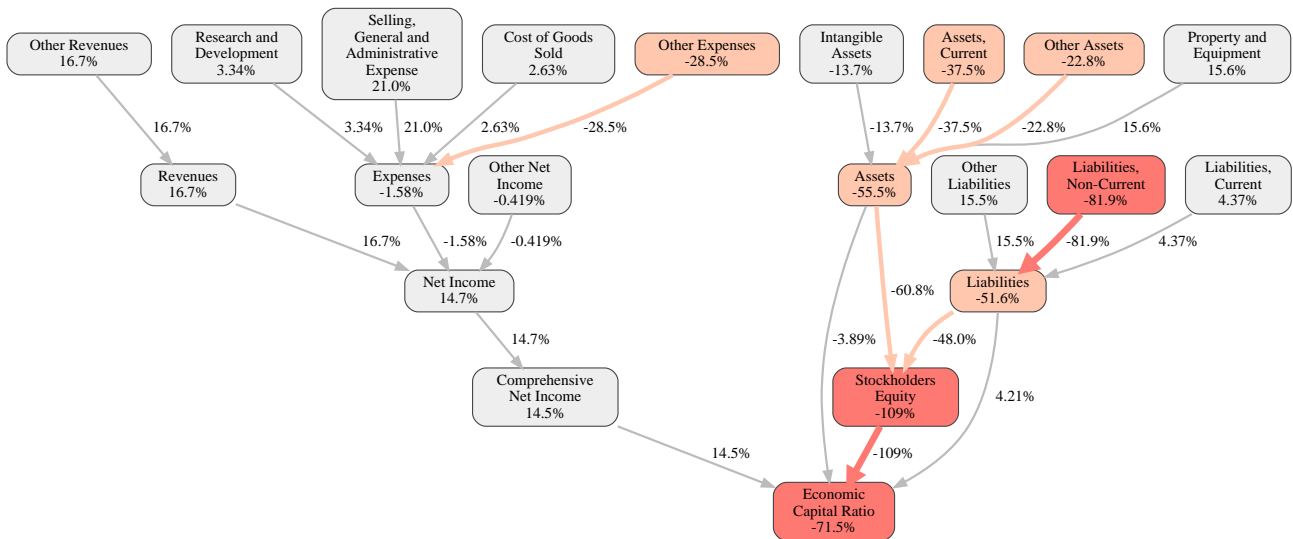 Other Revenues
16.7%
Research and
Development
3.34%
Selling,
General and
Administrative
Expense
21.0%
Cost of Goods
Sold
2.63%
Other Expenses
-28.5%
Intangible
Assets
-13.7%
Assets,
Current
-37.5%
Other Assets
-22.8%
Property and
Equipment
15.6%
16.7%
3.34%
21.0%
2.63%
-28.5%
-13.7%
-37.5%
-22.8%
15.6%
Revenues
16.7%
Expenses
-1.58%
Other Net
Income
-0.419%
Assets
-55.5%
Other
Liabilities
15.5%
Liabilities,
Non-Current
-81.9%
Liabilities,
Current
4.37%
16.7%
-1.58%
-0.419%
15.5%
-81.9%
4.37%
Net Income
14.7%
-60.8%
Liabilities
-51.6%
14.7%
-3.89%
-48.0%
Comprehensive
Net Income
14.5%
Stockholders
Equity
-109%
4.21%
14.5%
-109%
Economic
Capital Ratio
-71.5%